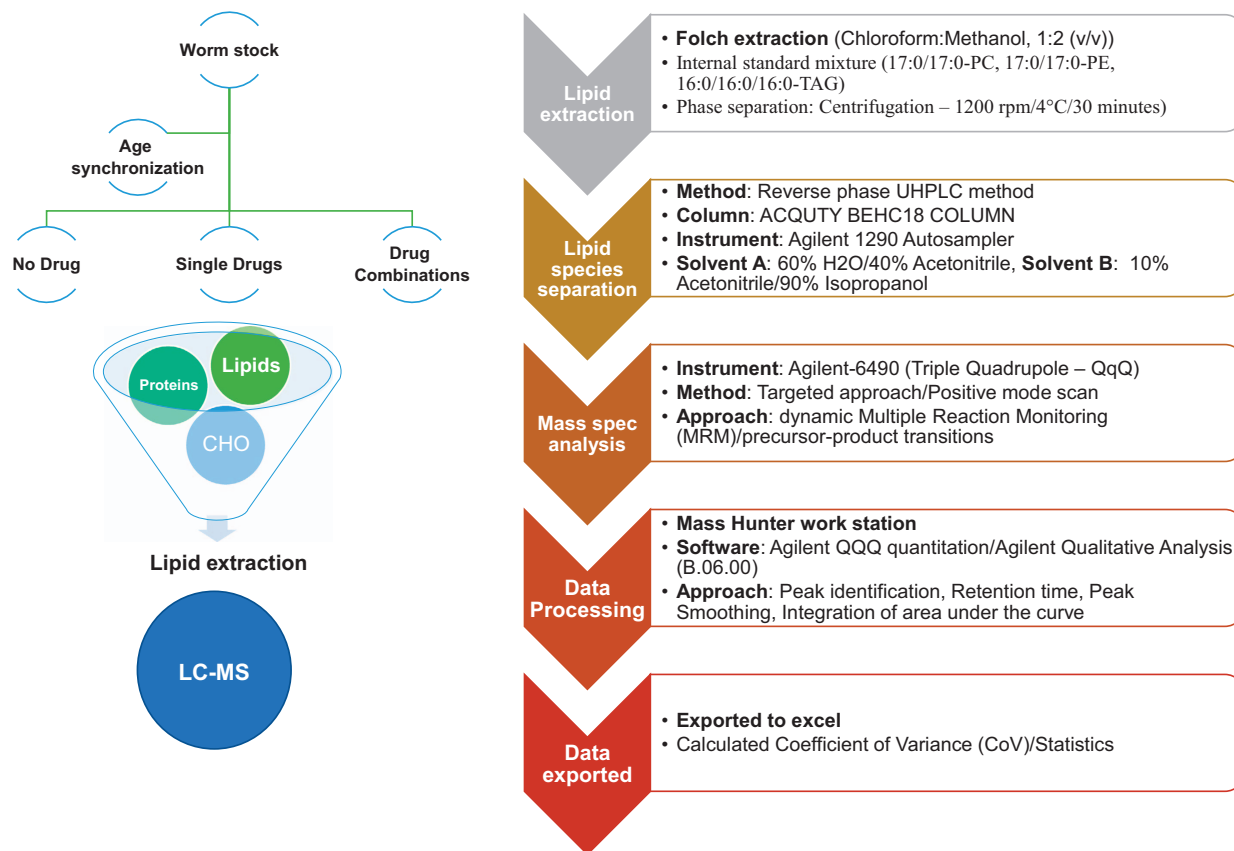 Worm stock
Age
synchronization
No Drug
Single Drugs
Drug
Combinations
Lipids
Proteins
CHO
Lipid extraction
LC-MS
Lipid
extraction
• Folch extraction (Chloroform:Methanol, 1:2 (v/v))
• Internal standard mixture (17:0/17:0-PC, 17:0/17:0-PE,
16:0/16:0/16:0-TAG)
• Phase separation: Centrifugation – 1200 rpm/4°C/30 minutes)
Lipid
species
separation
• Method: Reverse phase UHPLC method
• Column: ACQUTY BEHC18 COLUMN
• Instrument: Agilent 1290 Autosampler
• Solvent A: 60% H2O/40% Acetonitrile, Solvent B: 10%
Acetonitrile/90% Isopropanol
Mass spec
analysis
• Instrument: Agilent-6490 (Triple Quadrupole – QqQ)
• Method: Targeted approach/Positive mode scan
• Approach: dynamic Multiple Reaction Monitoring
(MRM)/precursor-product transitions
Data
Processing
• Mass Hunter work station
• Software: Agilent QQQ quantitation/Agilent Qualitative Analysis
(B.06.00)
• Approach: Peak identification, Retention time, Peak
Smoothing, Integration of area under the curve
Data
exported
• Exported to excel
• Calculated Coefficient of Variance (CoV)/Statistics